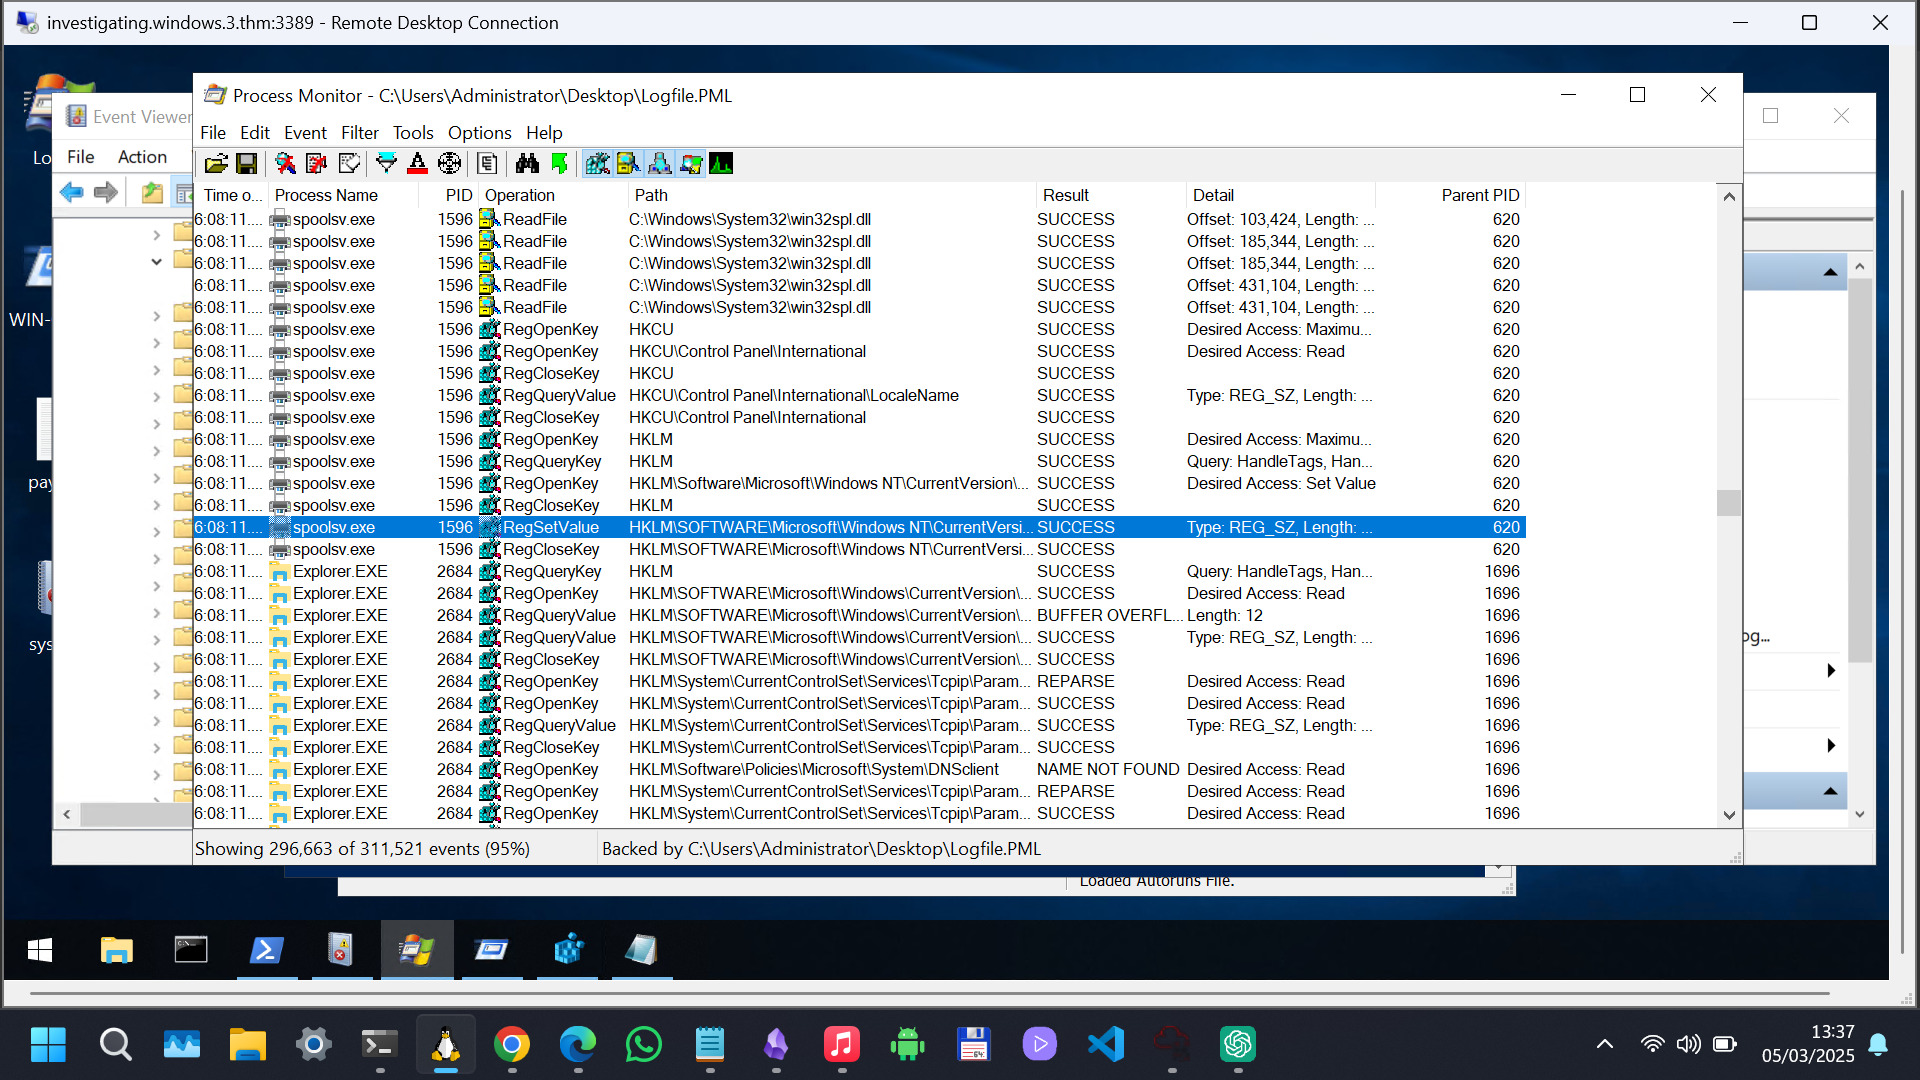 investigating.windows.3.thm:3389 - Remote Desktop Connection
Process Monitor - C:\Users\Administrator\Desktop\Logfile.PML
Event Viewer
File Edit Event Filter Tools Options Help
File Action
Lo
WIN-
pay
sys
Time o... Process Name PID Operation Path Result Detail Parent PID
6:08:11.... spoolsv.exe 1596 ReadFile C:\Windows\System32\win32spl.dll SUCCESS Offset: 103,424, Length: ... 620
6:08:11.... spoolsv.exe 1596 ReadFile C:\Windows\System32\win32spl.dll SUCCESS Offset: 185,344, Length: ... 620
6:08:11.... spoolsv.exe 1596 ReadFile C:\Windows\System32\win32spl.dll SUCCESS Offset: 185,344, Length: ... 620
6:08:11.... spoolsv.exe 1596 ReadFile C:\Windows\System32\win32spl.dll SUCCESS Offset: 431,104, Length: ... 620
6:08:11.... spoolsv.exe 1596 ReadFile C:\Windows\System32\win32spl.dll SUCCESS Offset: 431,104, Length: ... 620
6:08:11.... spoolsv.exe 1596 RegOpenKey HKCU SUCCESS Desired Access: Maximu... 620
6:08:11.... spoolsv.exe 1596 RegOpenKey HKCU\Control Panel\International SUCCESS Desired Access: Read 620
6:08:11.... spoolsv.exe 1596 RegCloseKey HKCU SUCCESS 620
6:08:11.... spoolsv.exe 1596 RegQueryValue HKCU\Control Panel\International\LocaleName SUCCESS Type: REG_SZ, Length: ... 620
6:08:11.... spoolsv.exe 1596 RegCloseKey HKCU\Control Panel\International SUCCESS 620
6:08:11.... spoolsv.exe 1596 RegOpenKey HKLM SUCCESS Desired Access: Maximu... 620
6:08:11.... spoolsv.exe 1596 RegQueryKey HKLM SUCCESS Query: HandleTags, Han... 620
6:08:11.... spoolsv.exe 1596 RegOpenKey HKLM\Software\Microsoft\Windows NT\CurrentVersion\... SUCCESS Desired Access: Set Value 620
6:08:11.... spoolsv.exe 1596 RegCloseKey HKLM SUCCESS 620
6:08:11.... spoolsv.exe 1596 RegSetValue HKLM\SOFTWARE\Microsoft\Windows NT\CurrentVersi... SUCCESS Type: REG_SZ, Length: ... 620
6:08:11.... spoolsv.exe 1596 RegCloseKey HKLM\SOFTWARE\Microsoft\Windows NT\CurrentVersi... SUCCESS 620
6:08:11.... Explorer.EXE 2684 RegQueryKey HKLM SUCCESS Query: HandleTags, Han... 1696
6:08:11.... Explorer.EXE 2684 RegOpenKey HKLM\SOFTWARE\Microsoft\Windows\CurrentVersion\... SUCCESS Desired Access: Read 1696
6:08:11.... Explorer.EXE 2684 RegQueryValue HKLM\SOFTWARE\Microsoft\Windows\CurrentVersion\... BUFFER OVERFL... Length: 12 1696
6:08:11.... Explorer.EXE 2684 RegQueryValue HKLM\SOFTWARE\Microsoft\Windows\CurrentVersion\... SUCCESS Type: REG_SZ, Length: ... 1696
6:08:11.... Explorer.EXE 2684 RegCloseKey HKLM\SOFTWARE\Microsoft\Windows\CurrentVersion\... SUCCESS 1696
6:08:11.... Explorer.EXE 2684 RegOpenKey HKLM\System\CurrentControlSet\Services\Tcpip\Param... REPARSE Desired Access: Read 1696
6:08:11.... Explorer.EXE 2684 RegOpenKey HKLM\System\CurrentControlSet\Services\Tcpip\Param... SUCCESS Desired Access: Read 1696
6:08:11.... Explorer.EXE 2684 RegQueryValue HKLM\System\CurrentControlSet\Services\Tcpip\Param... SUCCESS Type: REG_SZ, Length: ... 1696
6:08:11.... Explorer.EXE 2684 RegCloseKey HKLM\System\CurrentControlSet\Services\Tcpip\Param... SUCCESS 1696
6:08:11.... Explorer.EXE 2684 RegOpenKey HKLM\Software\Policies\Microsoft\System\DNSclient NAME NOT FOUND Desired Access: Read 1696
6:08:11.... Explorer.EXE 2684 RegOpenKey HKLM\System\CurrentControlSet\Services\Tcpip\Param... REPARSE Desired Access: Read 1696
6:08:11.... Explorer.EXE 2684 RegOpenKey HKLM\System\CurrentControlSet\Services\Tcpip\Param... SUCCESS Desired Access: Read 1696
og...
Showing 296,663 of 311,521 events (95%) Backed by C:\Users\Administrator\Desktop\Logfile.PML
Loaded Autoruns File.
64
13:37
05/03/2025